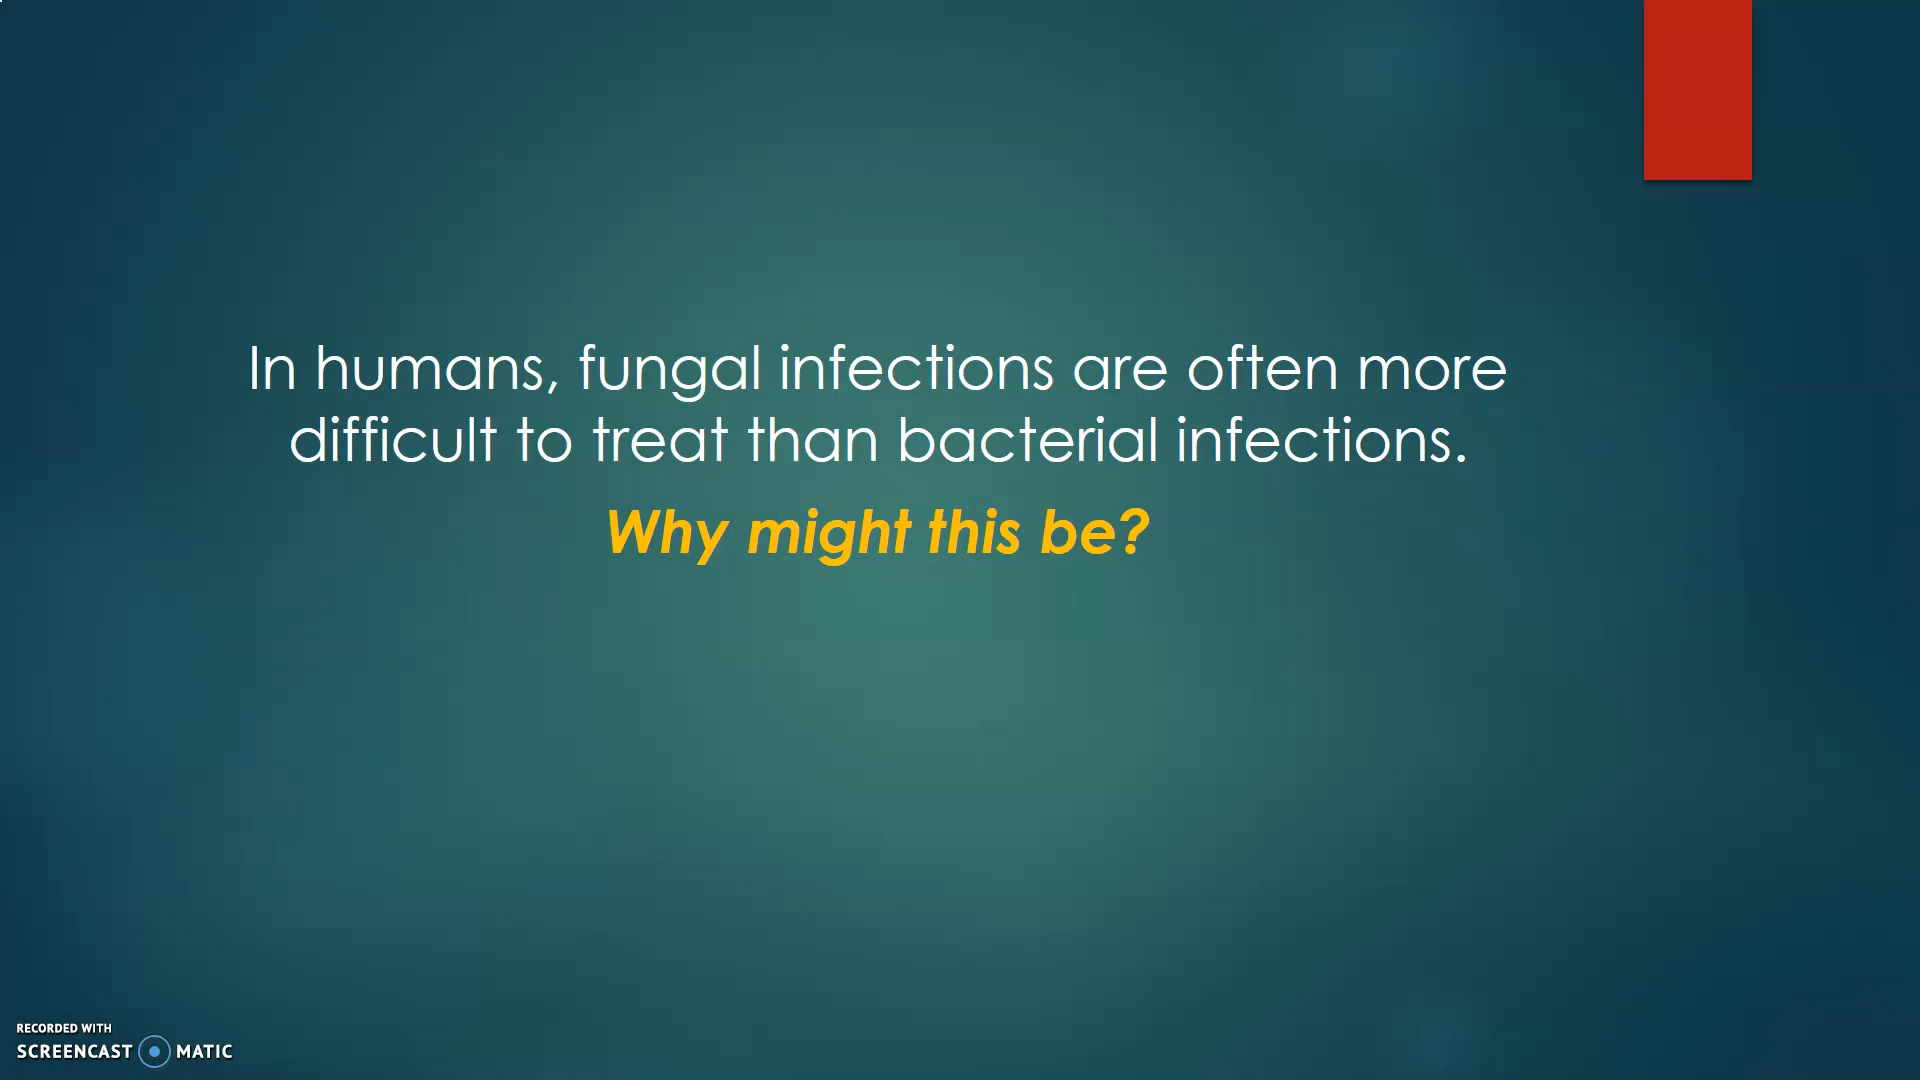 In humans, fungal infections are often more
difficult to treat than bacterial infections.
Why might this be?
RECORDED WITH
SCREENCAST MATIC